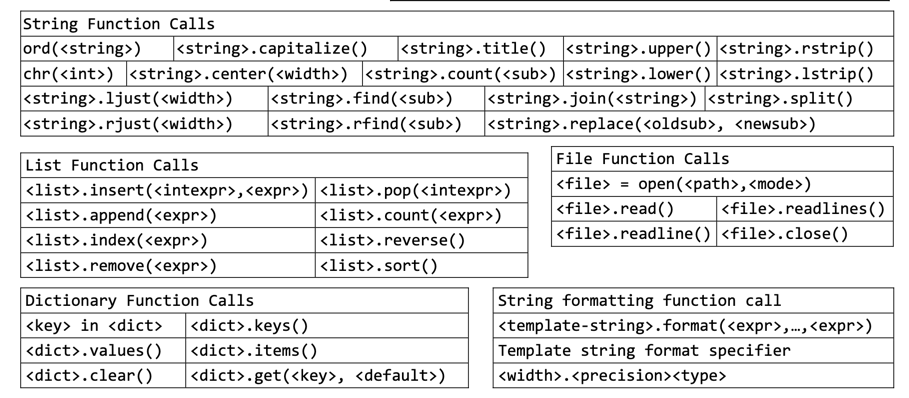 String Function Calls
ord(<string>) <string>.capitalize() <string>.title() <string>.upper() <string>.rstrip()
chr(<int>) <string>.center(<width>) <string>.count(<sub>) <string>.lower() <string>.lstrip()
<string>.ljust(<width>) <string>.find(<sub>) <string>.join(<string>) <string>.split()
<string>.rjust(<width>) <string>.rfind(<sub>) <string>.replace(<oldsub>, <newsub>)
List Function Calls
<list>.insert(<intexpr>,<expr>) <list>.pop(<intexpr>)
<list>.append(<expr>) <list>.count(<expr>)
<list>.index(<expr>) <list>.reverse()
<list>.remove(<expr>) <list>.sort()
File Function Calls
<file> = open(<path>,<mode>)
<file>.read() <file>.readlines()
<file>.readline() <file>.close()
Dictionary Function Calls
<key> in <dict> <dict>.keys()
<dict>.values() <dict>.items()
<dict>.clear() <dict>.get(<key>, <default>)
String formatting function call
<template-string>.format(<expr>,…,<expr>)
Template string format specifier
<width>.<precision><type>